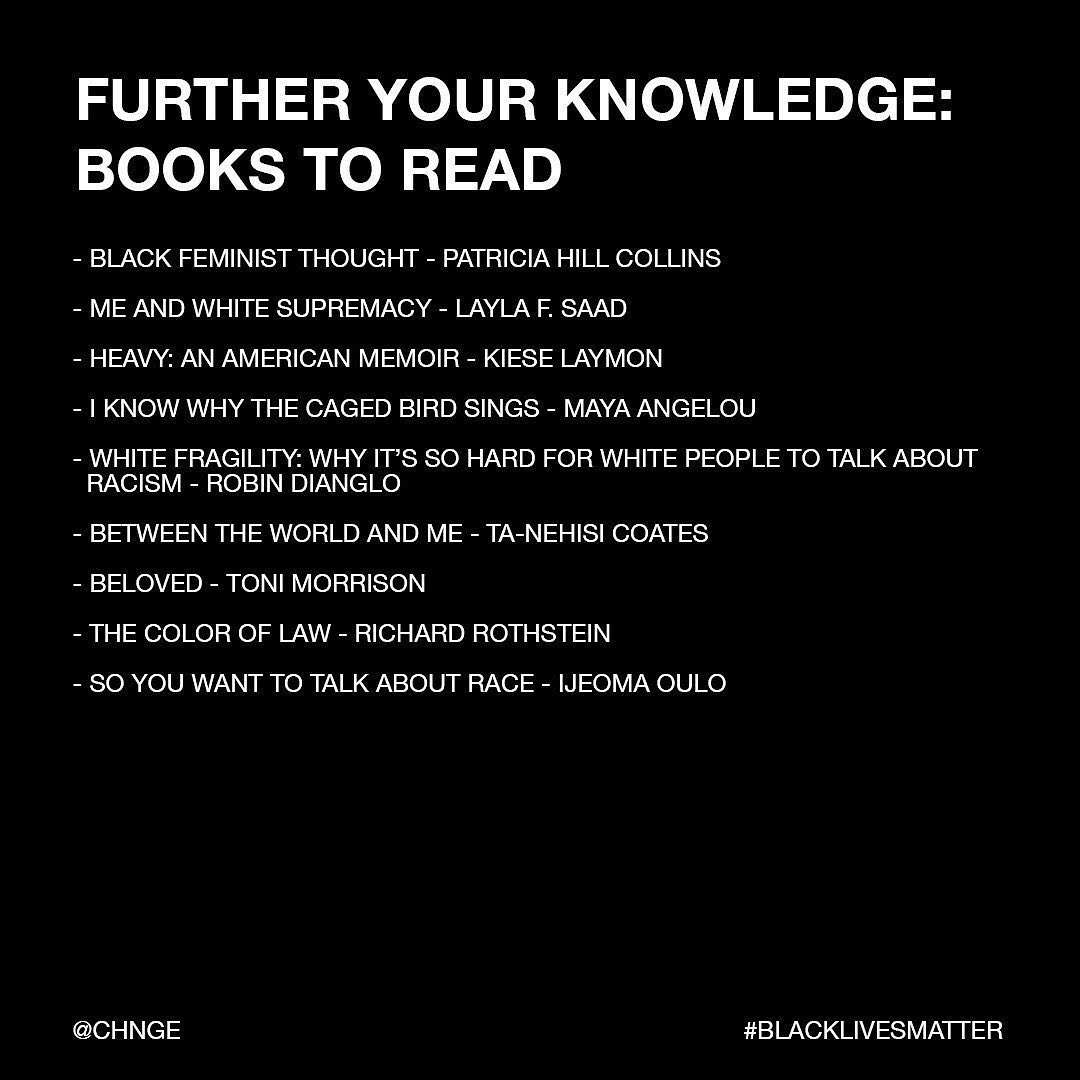 FURTHER YOUR KNOWLEDGE:
BOOKS TO READ
- BLACK FEMINIST THOUGHT - PATRICIA HILL COLLINS
- ME AND WHITE SUPREMACY - LAYLA F. SAAD
- HEAVY: AN AMERICAN MEMOIR - KIESE LAYMON
- I KNOW WHY THE CAGED BIRD SINGS - MAYA ANGELOU
- WHITE FRAGILITY: WHY IT’S SO HARD FOR WHITE PEOPLE TO TALK ABOUT
RACISM - ROBIN DIANGLO
- BETWEEN THE WORLD AND ME - TA-NEHISI COATES
- BELOVED - TONI MORRISON
- THE COLOR OF LAW - RICHARD ROTHSTEIN
- SO YOU WANT TO TALK ABOUT RACE - IJEOMA OULO
@CHNGE
#BLACKLIVESMATTER